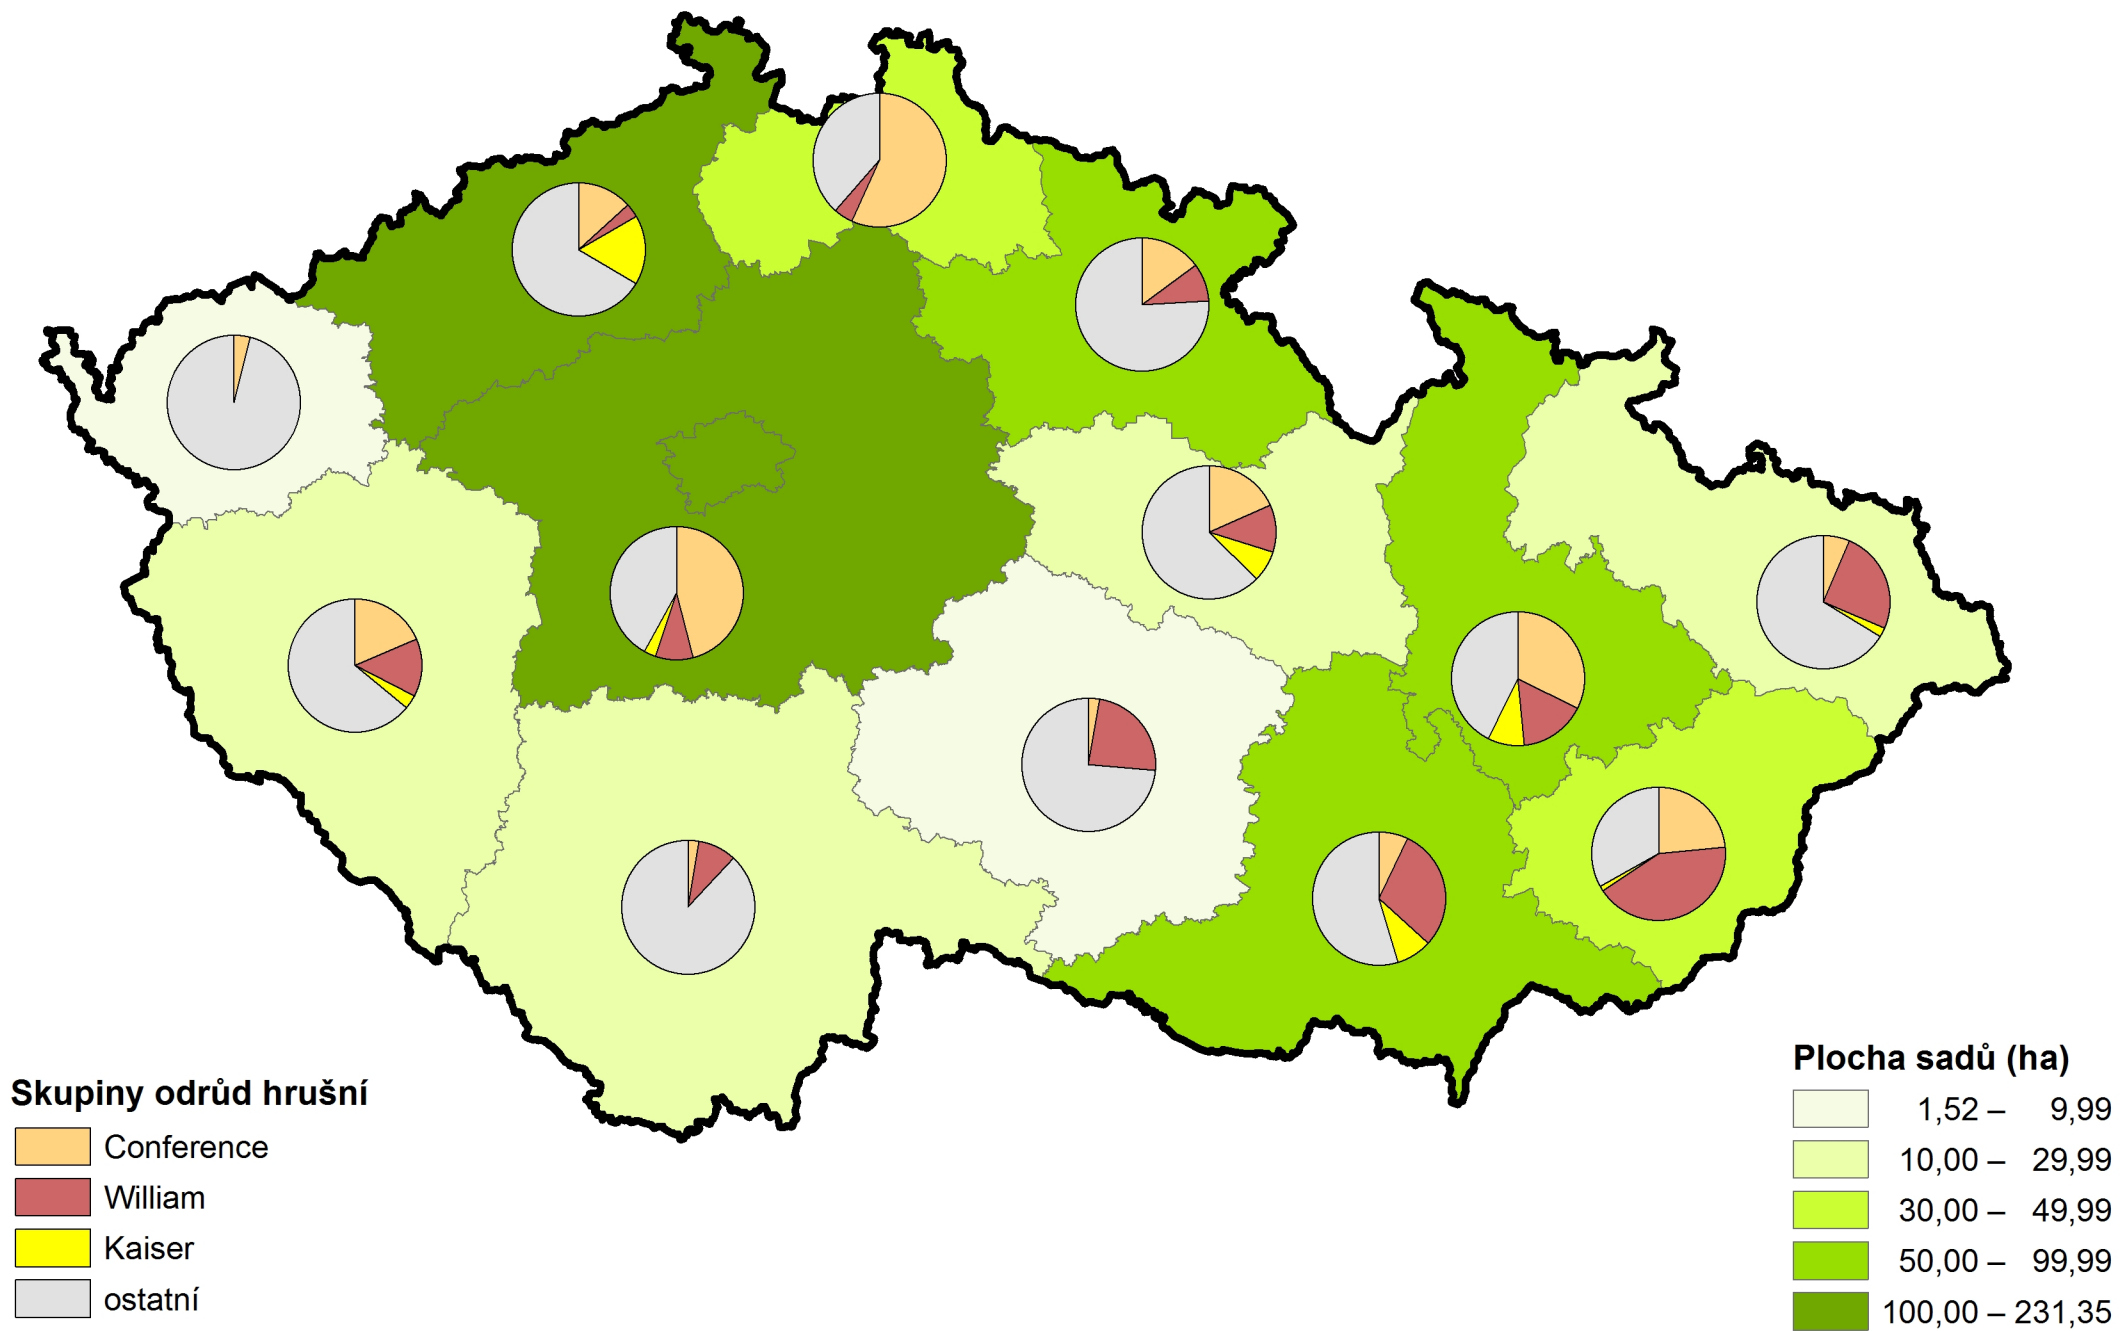 Skupiny odrůd hrušní
Conference
William
Kaiser
ostatní
Plocha sadů (ha)
1,52 – 9,99
10,00 – 29,99
30,00 – 49,99
50,00 – 99,99
100,00 – 231,35